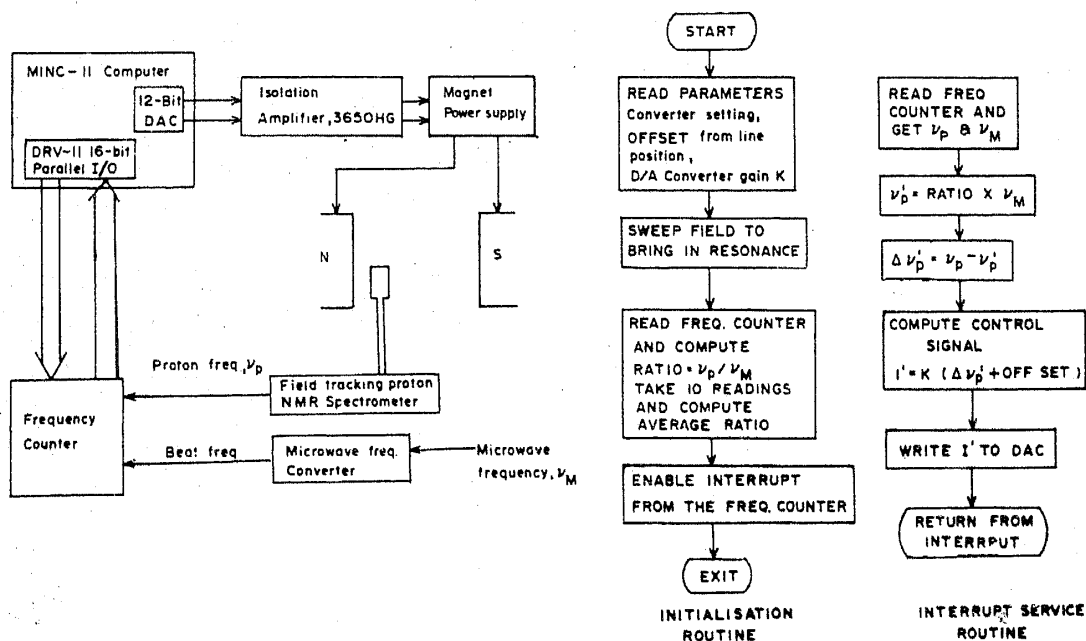 MINC-11 Computer
12-Bit
DAC
DRV-11 16-bit
Parallel I/O
Isolation
Amplifier, 3650HG
Magnet
Power supply
N
S
Proton freq, νp
Field tracking proton
NMR Spectrometer
Frequency
Counter
Beat freq
Microwave freq.
Converter
Microwave
frequency, νM
START
READ PARAMETERS
Converter setting,
OFFSET from line
position,
D/A Converter gain K
SWEEP FIELD TO
BRING IN RESONANCE
READ FREQ. COUNTER
AND COMPUTE
RATIO = νp/νM
TAKE 10 READINGS
AND COMPUTE
AVERAGE RATIO
ENABLE INTERRUPT
FROM THE FREQ. COUNTER
EXIT
INITIALISATION
ROUTINE
READ FREQ
COUNTER AND
GET νP & νM
νp' = RATIO X νM
Δνp' = νp - νp'
COMPUTE CONTROL
SIGNAL
I' = K (Δνp' + OFF SET)
WRITE I' TO DAC
RETURN FROM
INTERRPUT
INTERRUPT SERVICE
ROUTINE